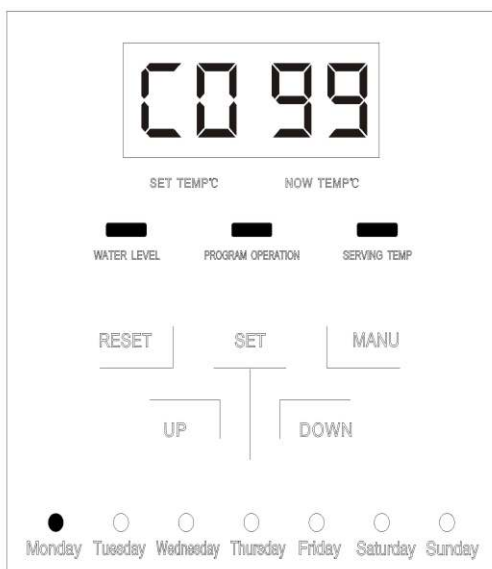 C0 99
SET TEMP℃ NOW TEMP℃
WATER LEVEL PROGRAM OPERATION SERVING TEMP
RESET SET MANU
UP DOWN
Monday Tuesday Wednesday Thursday Friday Saturday Sunday